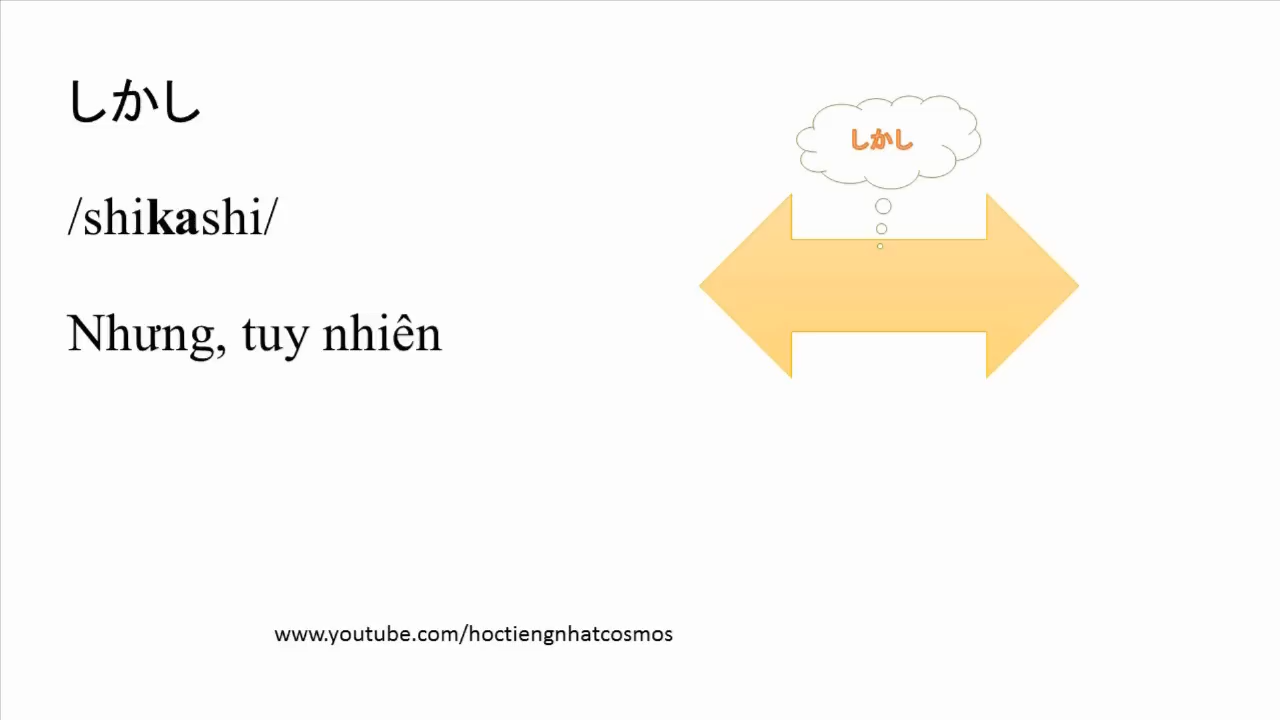 しかし
/shikashi/
Nhưng, tuy nhiên
しかし
www.youtube.com/hoctiengnhatcosmos